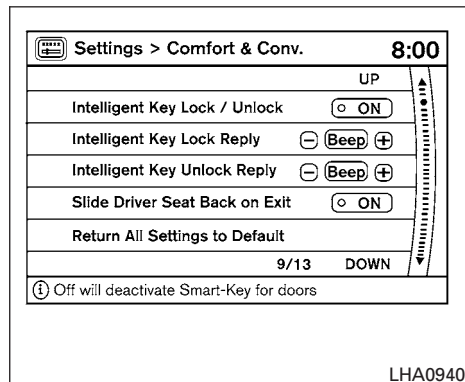 Settings > Comfort & Conv. 8:00
UP
Intelligent Key Lock / Unlock ON
Intelligent Key Lock Reply − Beep +
Intelligent Key Unlock Reply − Beep +
Slide Driver Seat Back on Exit ON
Return All Settings to Default
9/13 DOWN
i Off will deactivate Smart-Key for doors
LHA0940